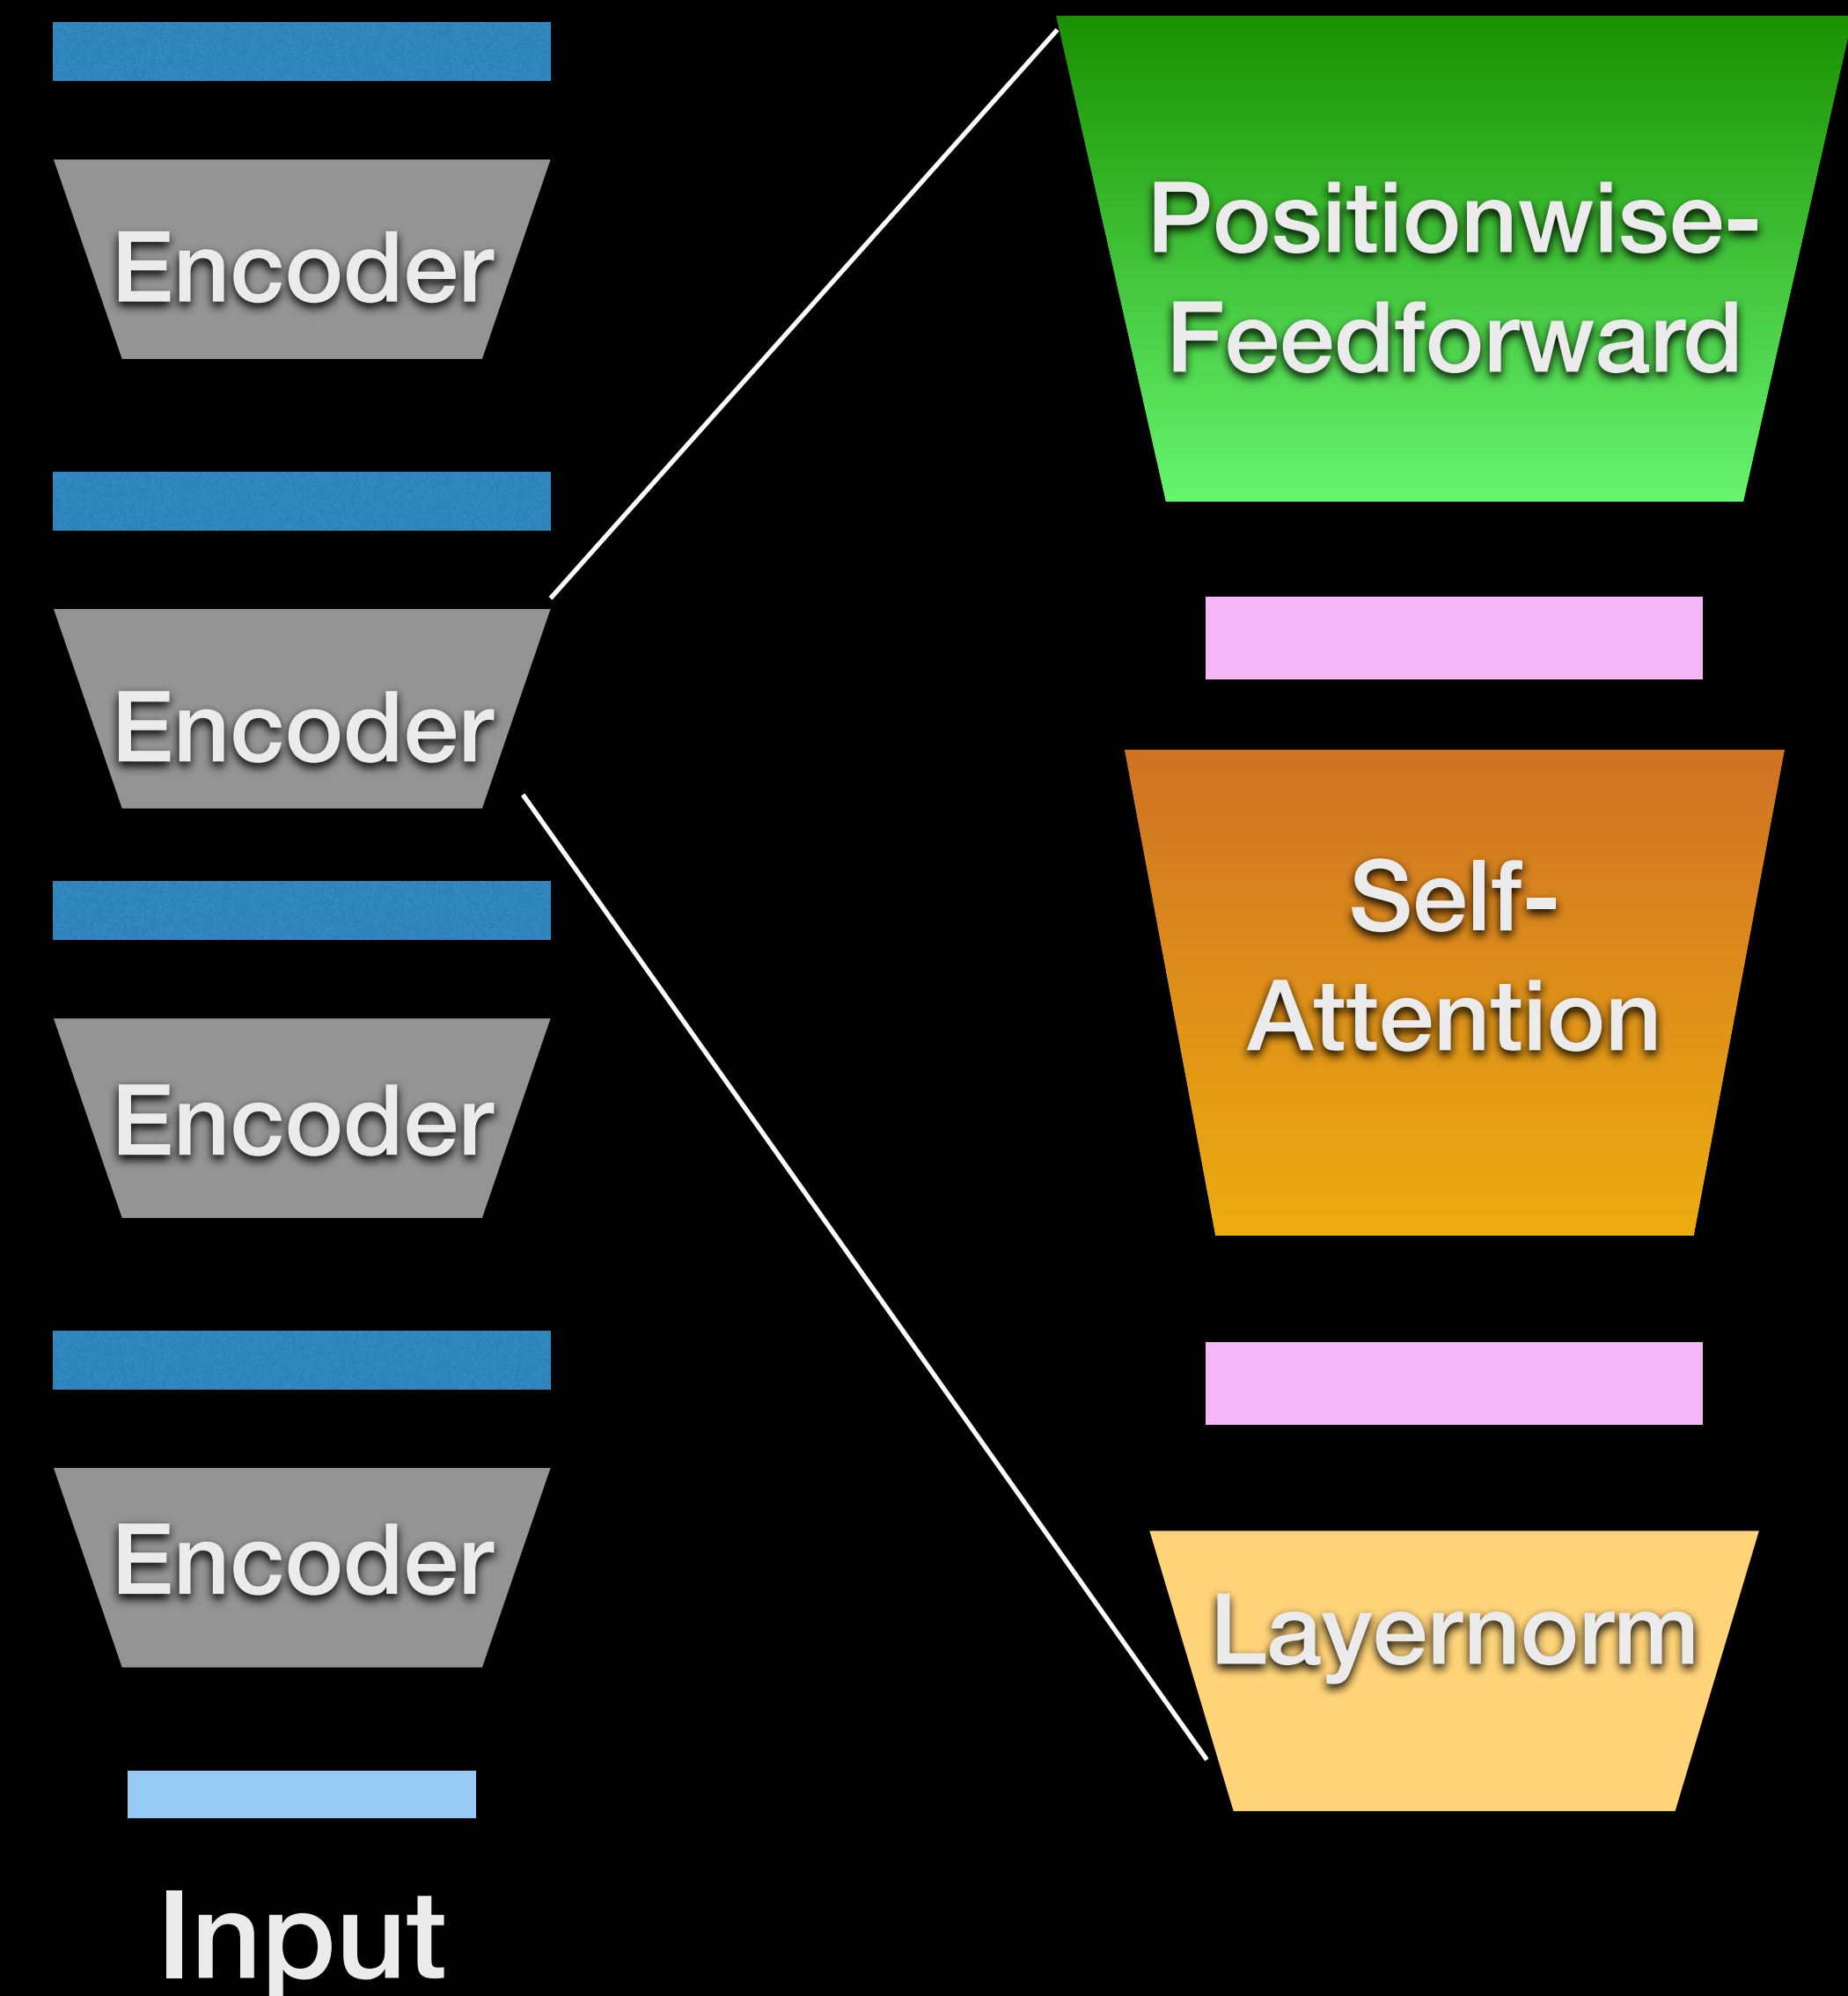 Encoder
Encoder
Encoder
Encoder
Input
Positionwise-
Feedforward
Self-
Attention
Layernorm